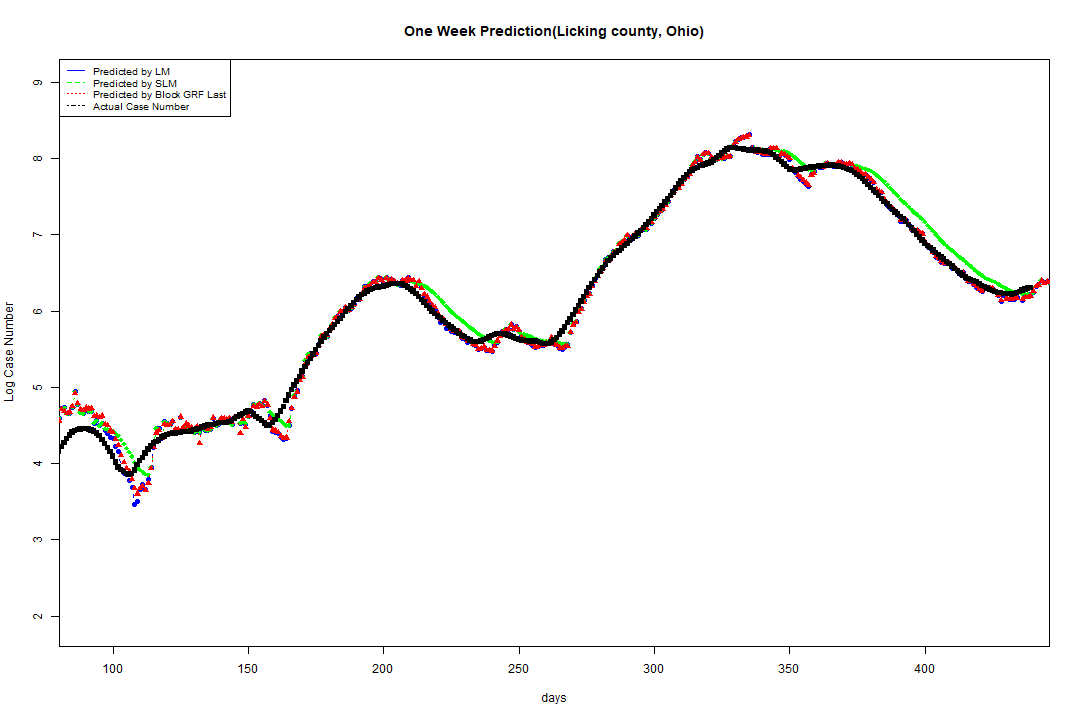 One Week Prediction(Licking county, Ohio)
Predicted by LM
Predicted by SLM
Predicted by Block GRF Last
Actual Case Number
9
8
7
6
5
4
3
2
Log Case Number
100 150 200 250 300 350 400
days